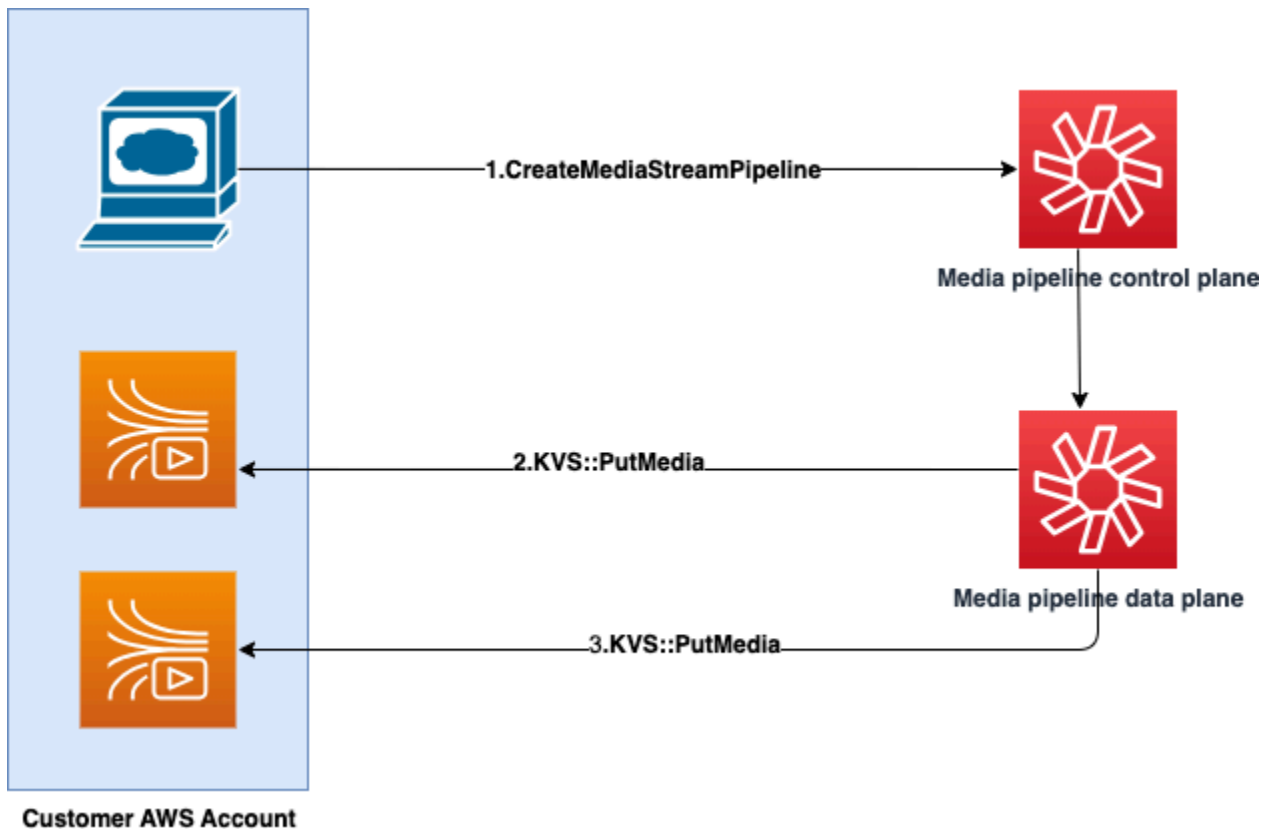 1.CreateMediaStreamPipeline
Media pipeline control plane
2.KVS::PutMedia
Media pipeline data plane
3.KVS::PutMedia
Customer AWS Account